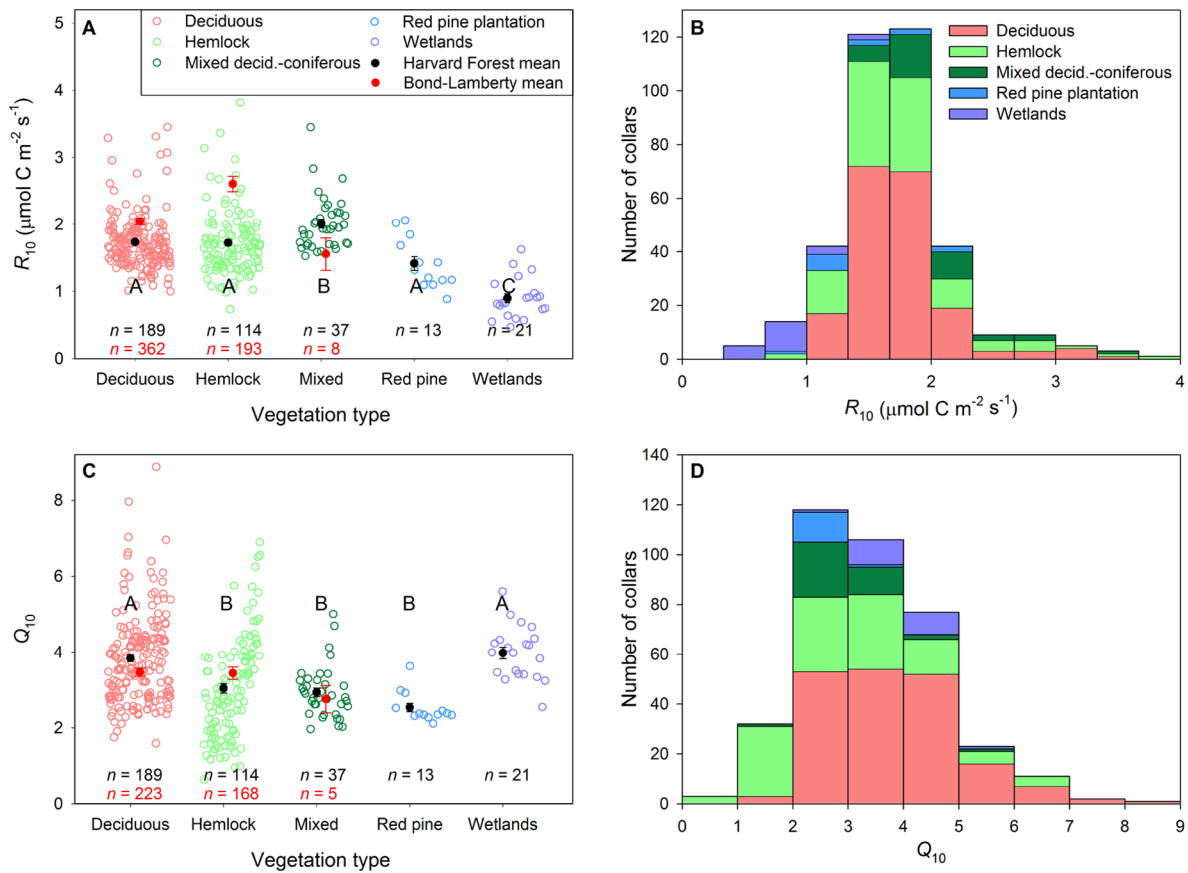 A
Deciduous
Hemlock
Mixed decid.-coniferous
Red pine plantation
Wetlands
Harvard Forest mean
Bond-Lamberty mean
R10 (μmol C m-2 s-1)
5
4
3
2
1
0
A A B A C
n = 189 n = 114 n = 37 n = 13 n = 21
n = 362 n = 193 n = 8
Deciduous Hemlock Mixed Red pine Wetlands
Vegetation type
B
Deciduous
Hemlock
Mixed decid.-coniferous
Red pine plantation
Wetlands
Number of collars
120
100
80
60
40
20
0
0 1 2 3 4
R10 (μmol C m-2 s-1)
C
Q10
8
6
4
2
0
A B B B A
n = 189 n = 114 n = 37 n = 13 n = 21
n = 223 n = 168 n = 5
Deciduous Hemlock Mixed Red pine Wetlands
Vegetation type
D
Number of collars
140
120
100
80
60
40
20
0
0 1 2 3 4 5 6 7 8 9
Q10